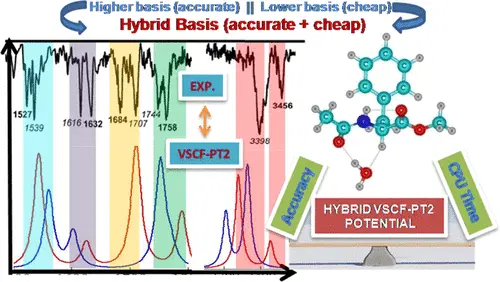 Higher basis (accurate) || Lower basis (cheap)
Hybrid Basis (accurate + cheap)
1527
1539
1616
1632
1684
1707
1744
1758
3456
3398
EXP.
VSCF-PT2
Accuracy
CPU Time
HYBRID VSCF-PT2
POTENTIAL